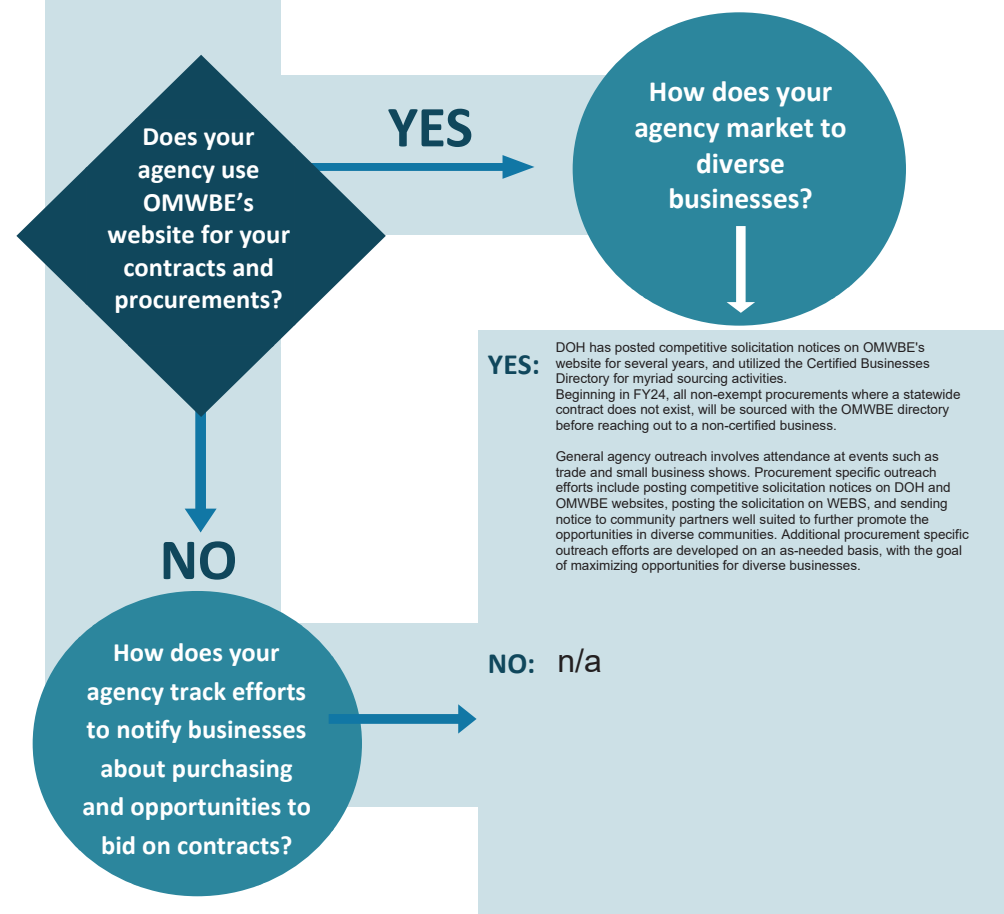 Does your
agency use
OMWBE’s
website for your
contracts and
procurements?
YES
How does your
agency market to
diverse
businesses?
YES:
DOH has posted competitive solicitation notices on OMWBE's
website for several years, and utilized the Certified Businesses
Directory for myriad sourcing activities.
Beginning in FY24, all non-exempt procurements where a statewide
contract does not exist, will be sourced with the OMWBE directory
before reaching out to a non-certified business.
General agency outreach involves attendance at events such as
trade and small business shows. Procurement specific outreach
efforts include posting competitive solicitation notices on DOH and
OMWBE websites, posting the solicitation on WEBS, and sending
notice to community partners well suited to further promote the
opportunities in diverse communities. Additional procurement specific
outreach efforts are developed on an as-needed basis, with the goal
of maximizing opportunities for diverse businesses.
NO
How does your
agency track efforts
to notify businesses
about purchasing
and opportunities to
bid on contracts?
NO: n/a